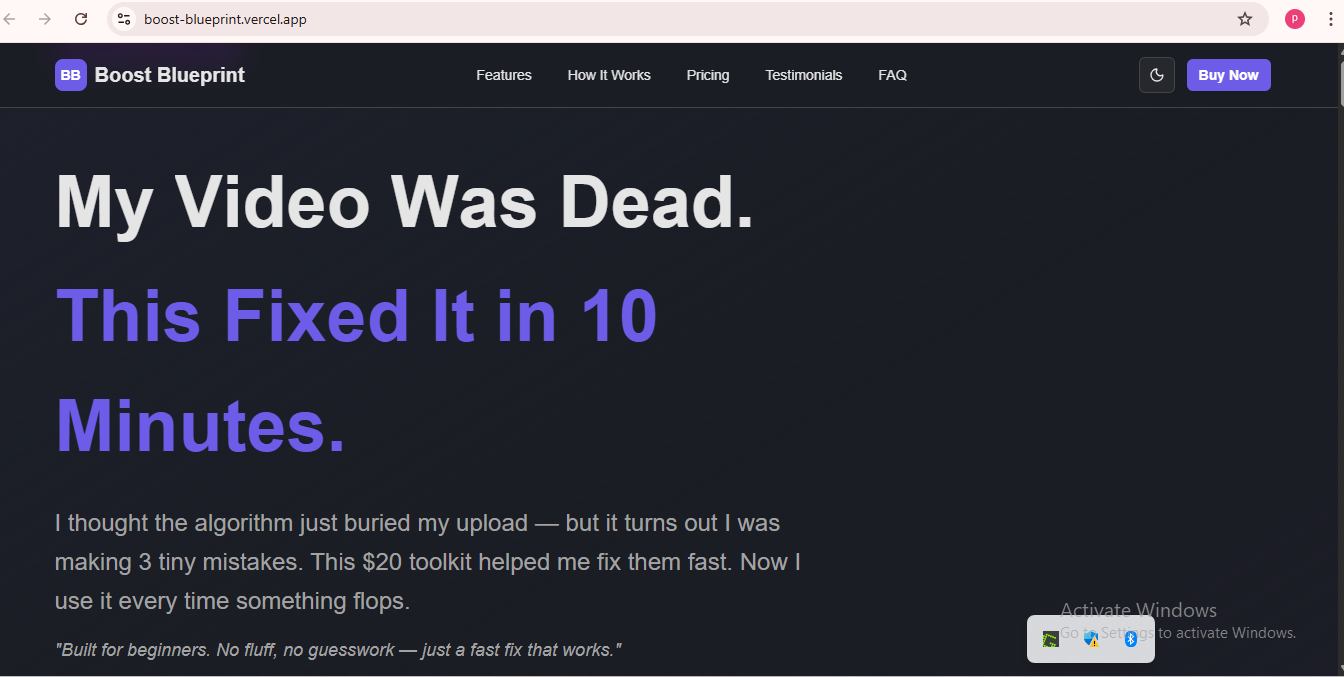 boost-blueprint.vercel.app
P
BB Boost Blueprint
Features How It Works Pricing Testimonials FAQ
Buy Now
My Video Was Dead.
This Fixed It in 10
Minutes.
I thought the algorithm just buried my upload — but it turns out I was
making 3 tiny mistakes. This $20 toolkit helped me fix them fast. Now I
use it every time something flops.
"Built for beginners. No fluff, no guesswork — just a fast fix that works."
Activate Windows
Go to Settings to activate Windows.